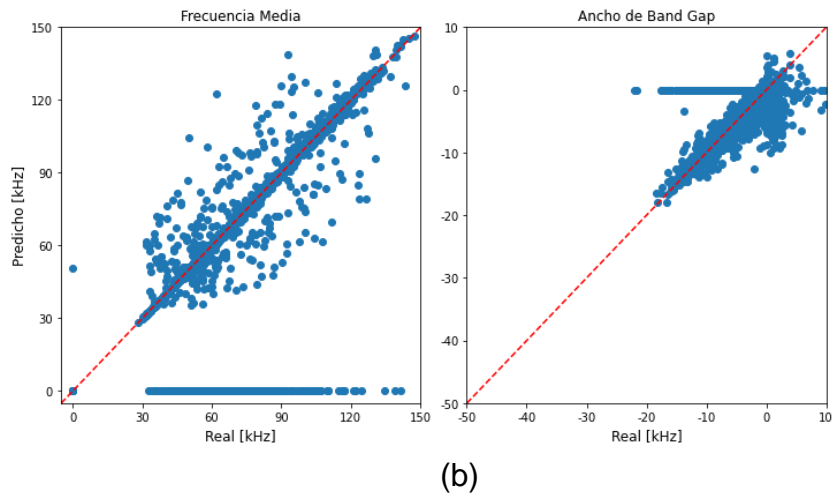 Frecuencia Media
150
120
90
60
30
0
Predicho [kHz]
0 30 60 90 120 150
Real [kHz]
Ancho de Band Gap
10
0
-10
-20
-30
-40
-50
-50 -40 -30 -20 -10 0 10
Real [kHz]
(b)